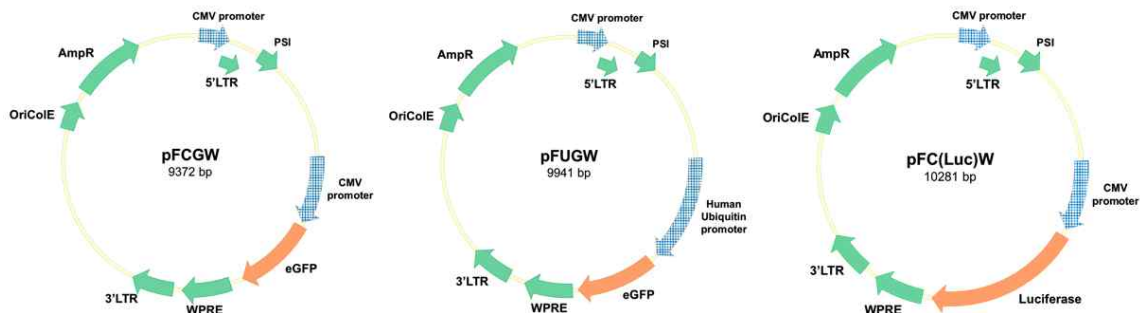 CMV promoter
PSI
5'LTR
AmpR
OriColE
pFCGW
9372 bp
CMV
promoter
eGFP
WPRE
3'LTR
CMV promoter
PSI
5'LTR
AmpR
OriColE
pFUGW
9941 bp
Human
Ubiquitin
promoter
eGFP
WPRE
3'LTR
CMV promoter
PSI
5'LTR
AmpR
OriColE
pFC(Luc)W
10281 bp
CMV
promoter
Luciferase
WPRE
3'LTR